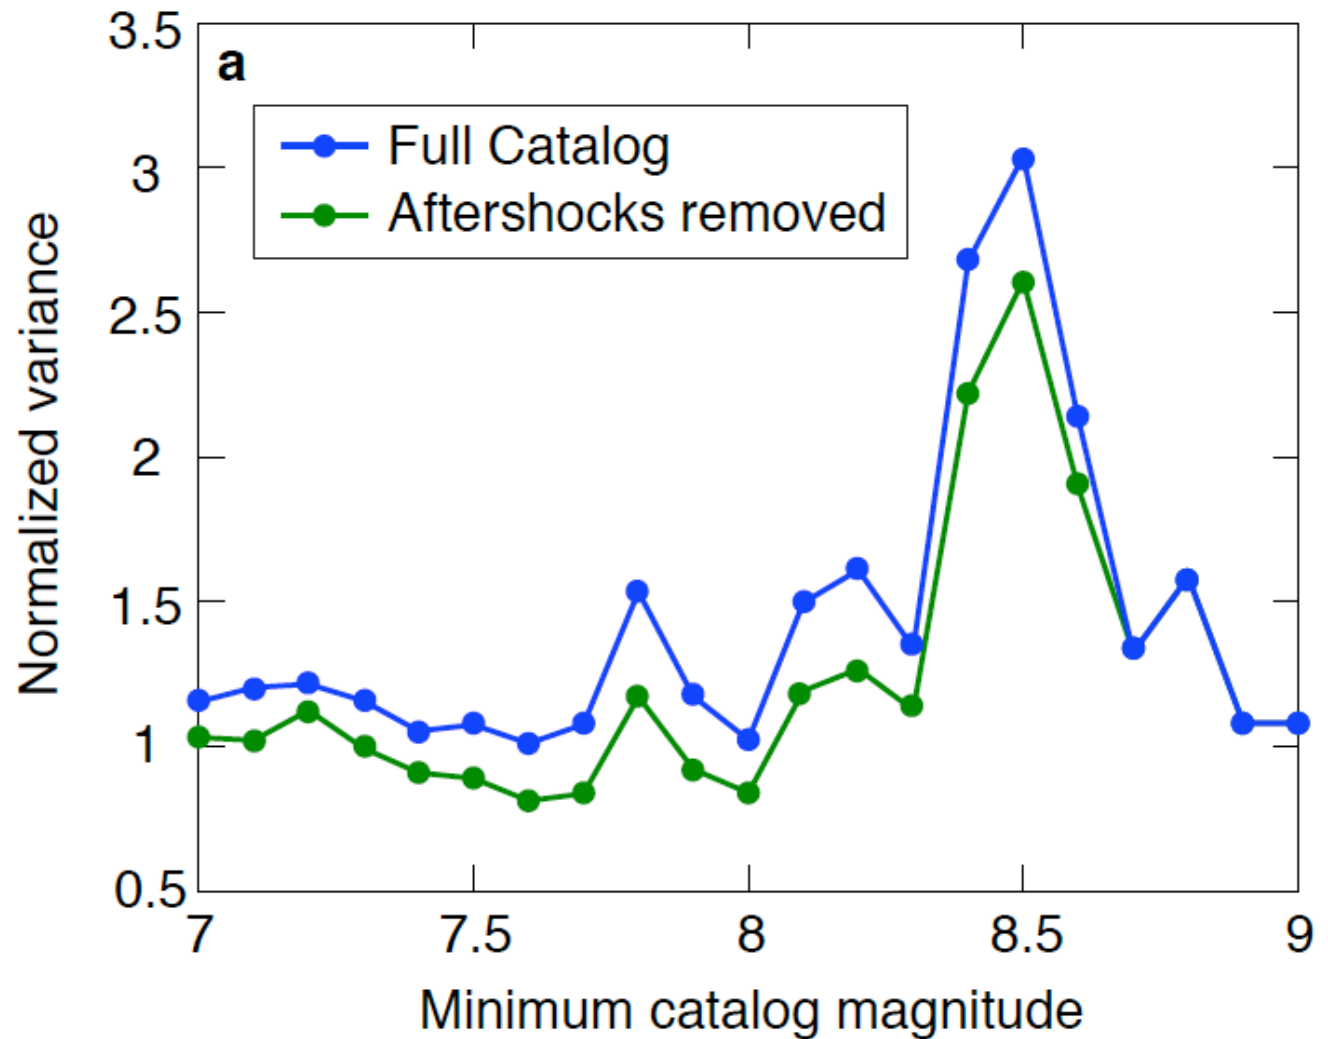 a
Full Catalog
Aftershocks removed
3.5
3
2.5
2
1.5
1
0.5
Normalized variance
7 7.5 8 8.5 9
Minimum catalog magnitude